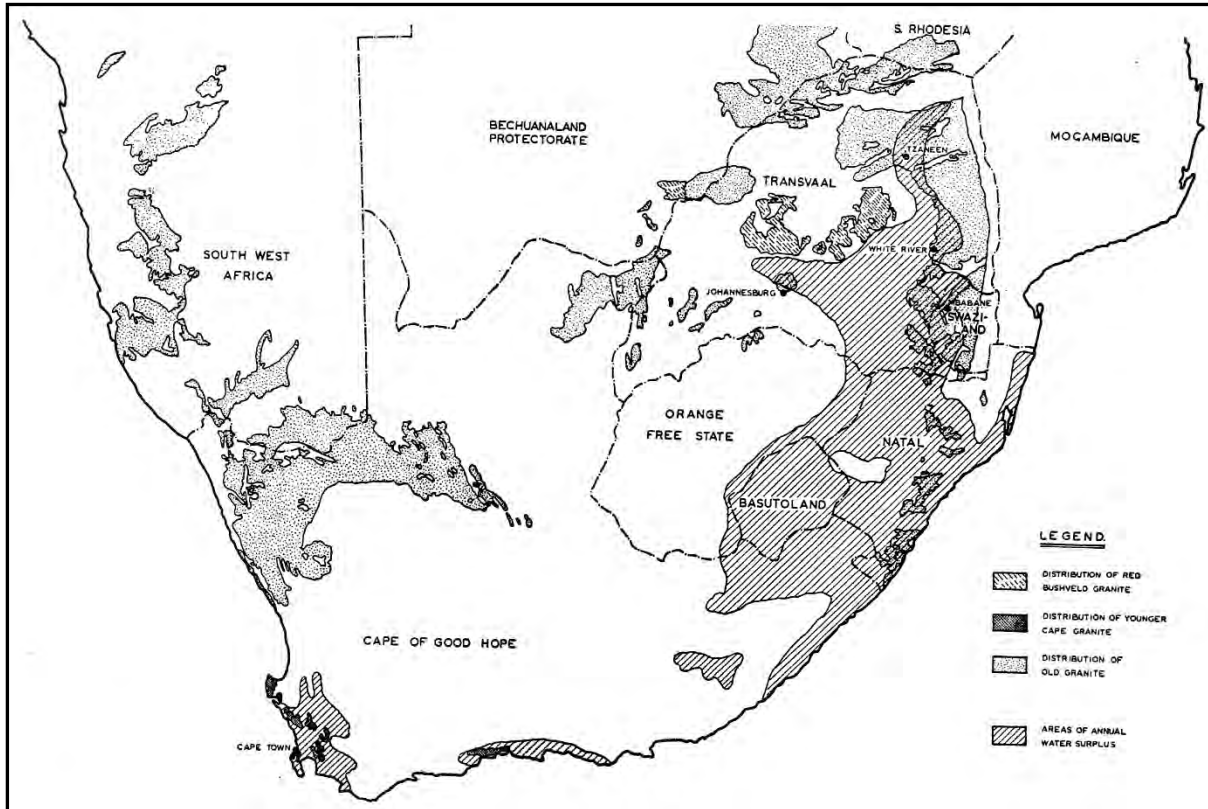 S. RHODESIA
BECHUANALAND
PROTECTORATE
MOÇAMBIQUE
TZANEEN
TRANSVAAL
SOUTH WEST
AFRICA
WHITE RIVER
JOHANNESBURG
MBABANE
SWAZI-
LAND
ORANGE
FREE STATE
NATAL
BASUTOLAND
LEGEND.
DISTRIBUTION OF RED
BUSHVELD GRANITE
DISTRIBUTION OF YOUNGER
CAPE GRANITE
CAPE OF GOOD HOPE
DISTRIBUTION OF
OLD GRANITE
CAPE TOWN
AREAS OF ANNUAL
WATER SURPLUS